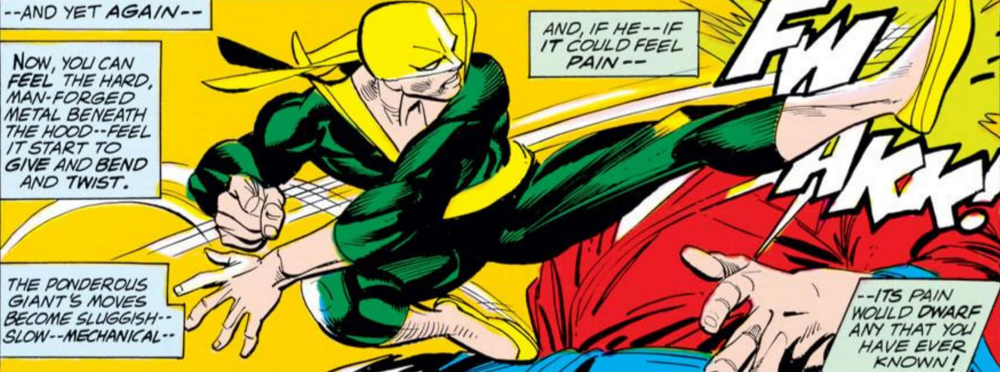 --AND YET AGAIN--
NOW, YOU CAN
FEEL THE HARD,
MAN-FORGED
METAL BENEATH
THE HOOD--FEEL
IT START TO
GIVE AND BEND
AND TWIST.
THE PONDEROUS
GIANT'S MOVES
BECOME SLUGGISH--
SLOW--MECHANICAL--
AND, IF HE--IF
IT COULD FEEL
PAIN--
FW
AKK!
--ITS PAIN
WOULD DWARF
ANY THAT YOU
HAVE EVER
KNOWN!